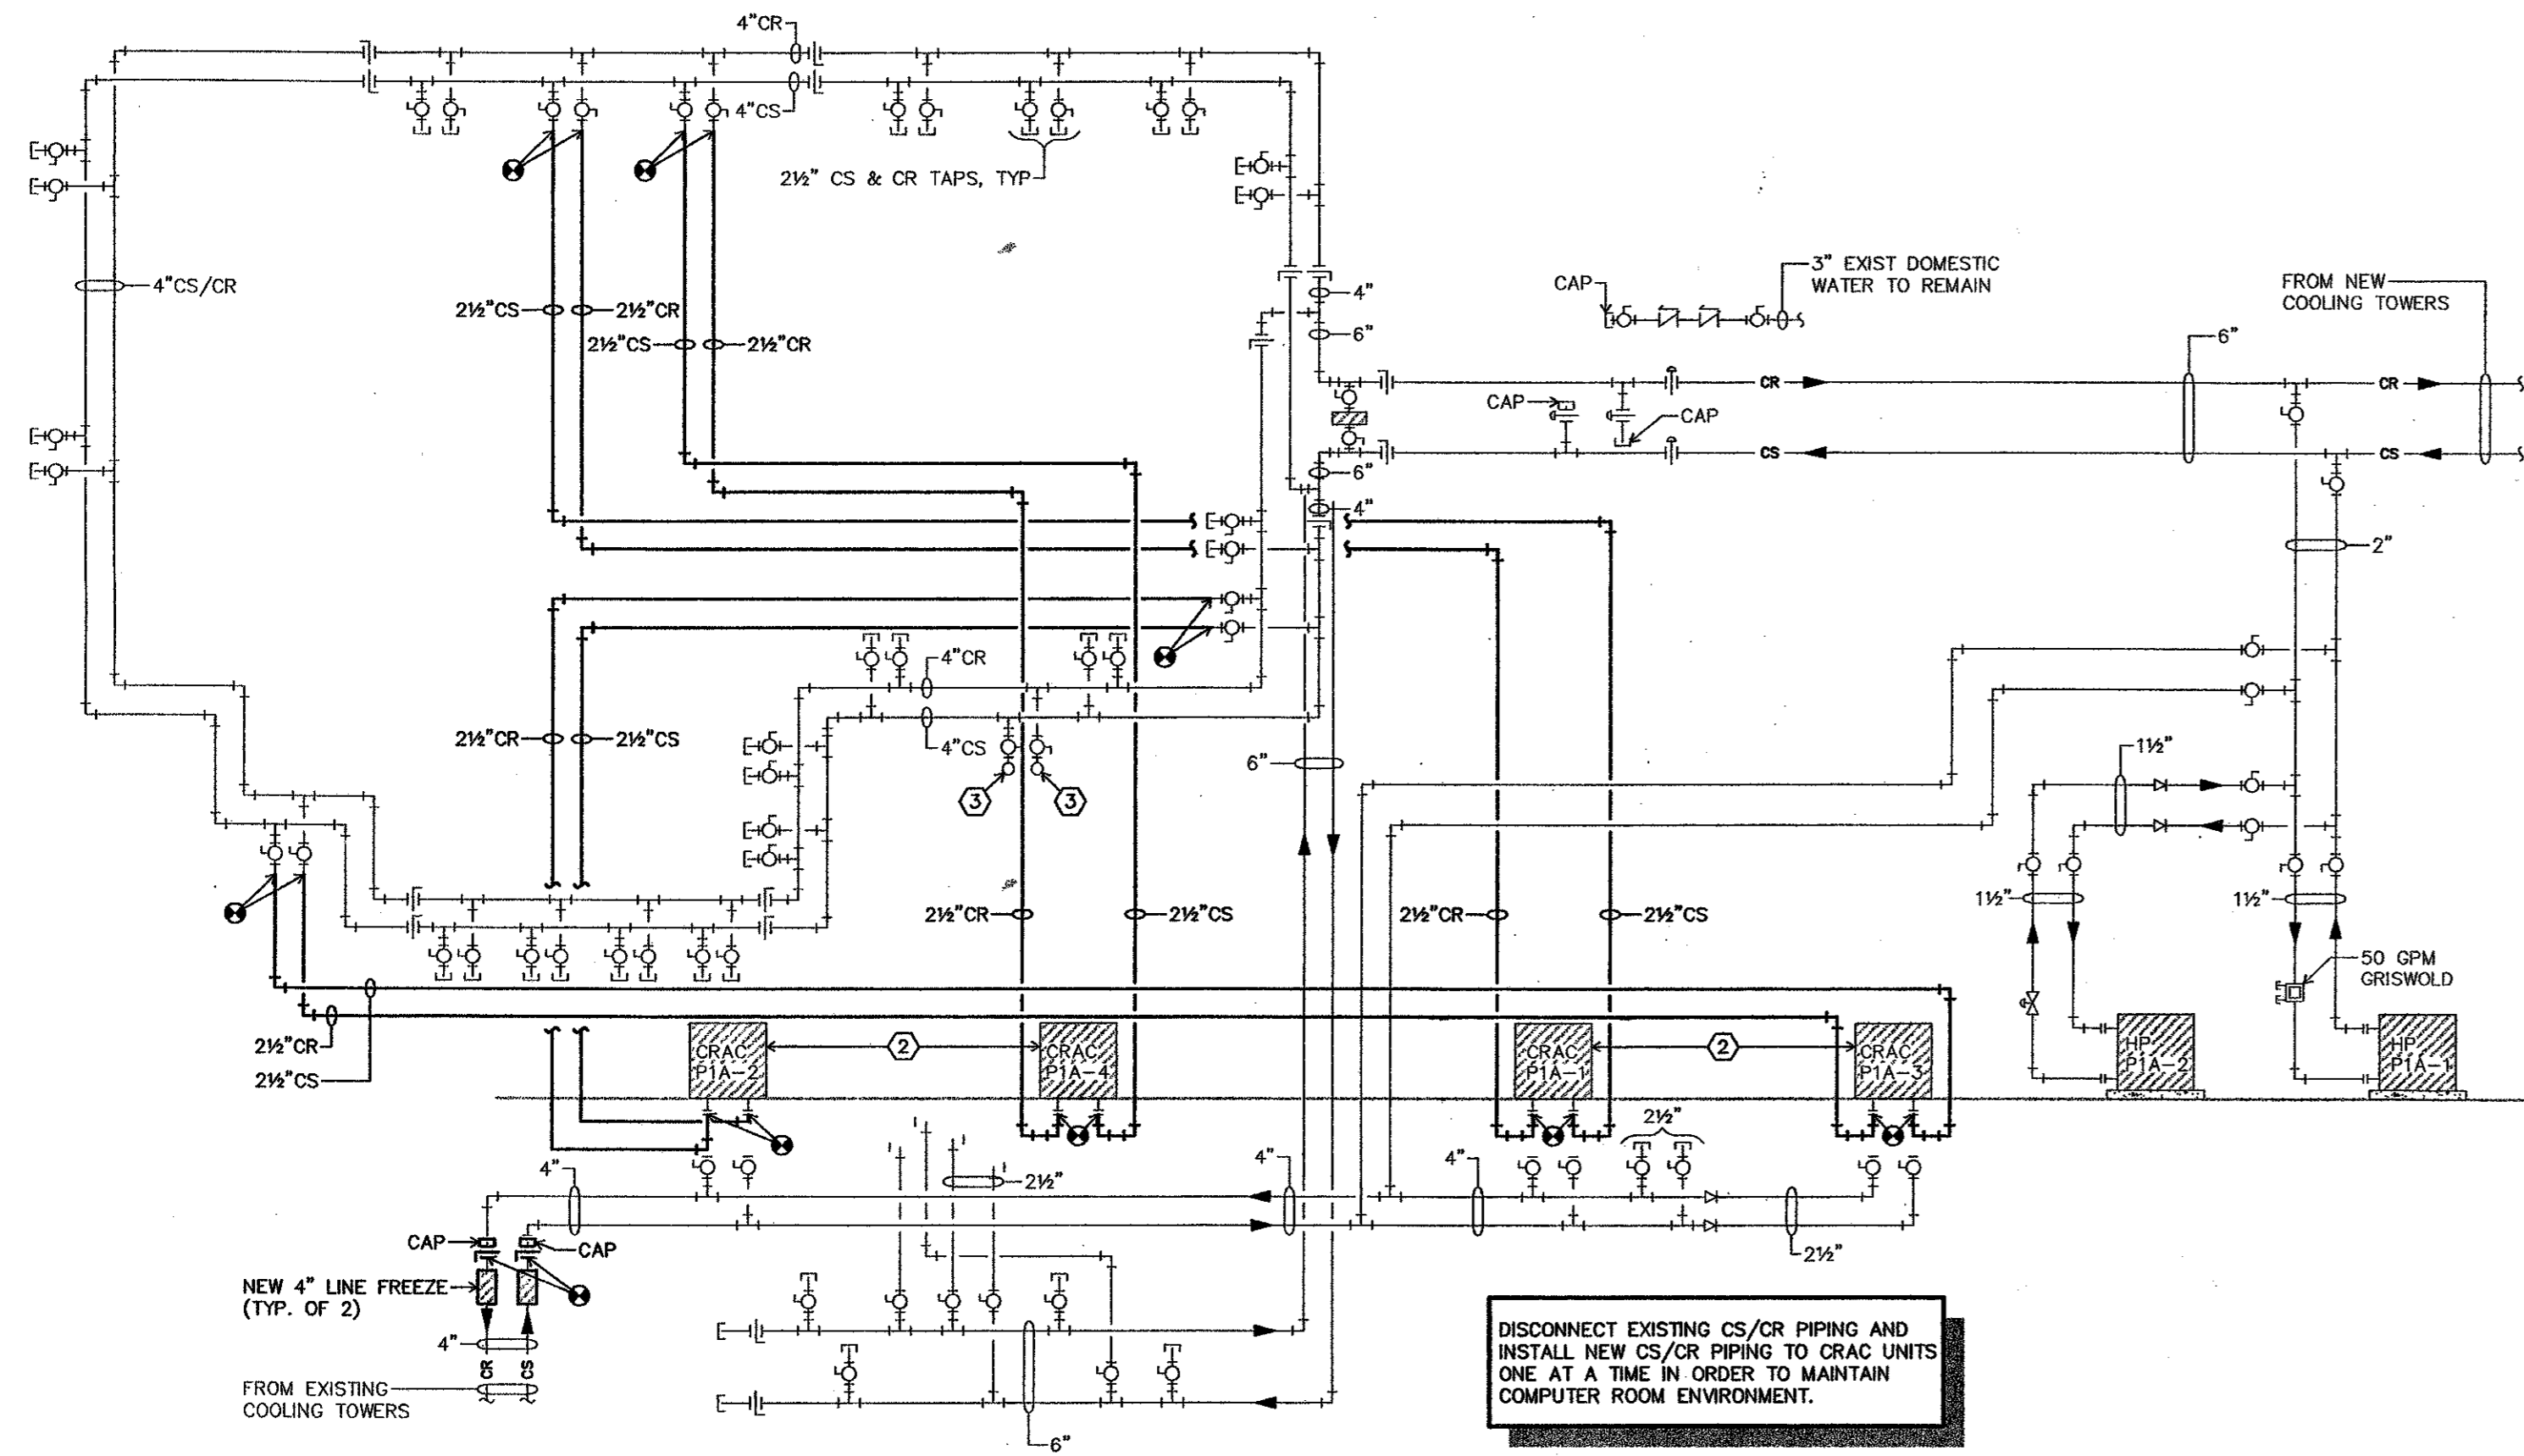 4"CR
4"CS
2½" CS & CR TAPS, TYP
4"CS/CR
2½"CS
2½"CR
2½"CS
2½"CR
4"
6"
CAP
3" EXIST DOMESTIC
WATER TO REMAIN
FROM NEW
COOLING TOWERS
6"
CR
CR
CAP
CAP
CS
CS
6"
4"
2"
4"CR
4"CS
2½"CR
2½"CS
3
3
6"
1½"
1½"
1½"
2½"CR
2½"CS
2½"CR
2½"CS
50 GPM
GRISWOLD
2½"CR
2½"CS
CRAC
P1A-2
2
CRAC
P1A-4
CRAC
P1A-1
2
CRAC
P1A-3
HP
P1A-2
HP
P1A-1
2½"
4"
2½"
4"
4"
2½"
CAP
CAP
NEW 4" LINE FREEZE
(TYP. OF 2)
4"
CR
CS
FROM EXISTING
COOLING TOWERS
6"
DISCONNECT EXISTING CS/CR PIPING AND
INSTALL NEW CS/CR PIPING TO CRAC UNITS
ONE AT A TIME IN ORDER TO MAINTAIN
COMPUTER ROOM ENVIRONMENT.